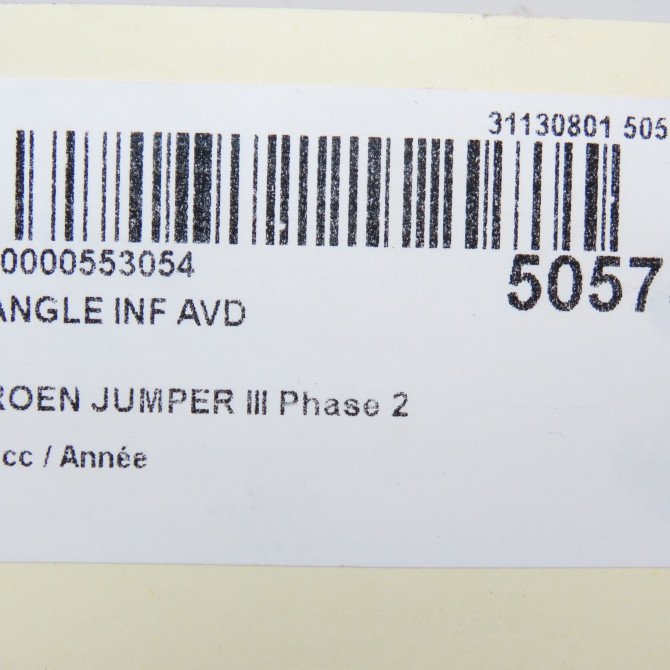 31130801 505
0000553054
5057
ANGLE INF AVD
ROEN JUMPER III Phase 2
cc / Année